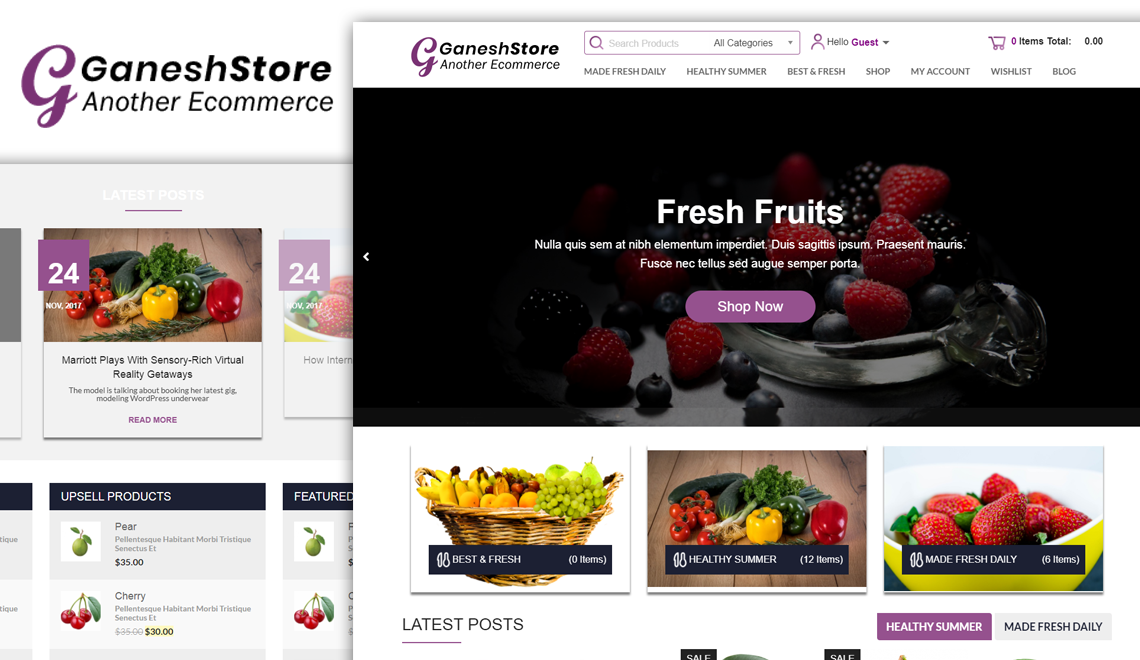 GaneshStore
Another Ecommerce
LATEST POSTS
24
NOV, 2017
Marriott Plays With Sensory-Rich Virtual
Reality Getaways
The model is talking about booking her latest gig,
modeling WordPress underwear
READ MORE
24
NOV, 2017
How Intern
UPSELL PRODUCTS
Pear
Pellentesque Habitant Morbi Tristique
Senectus Et
$35.00
Cherry
Pellentesque Habitant Morbi Tristique
Senectus Et
$35.00 $30.00
FEATURED
GaneshStore
Another Ecommerce
Search Products All Categories
Hello Guest
0 Items Total: 0.00
MADE FRESH DAILY HEALTHY SUMMER BEST & FRESH SHOP MY ACCOUNT WISHLIST BLOG
Fresh Fruits
Nulla quis sem at nibh elementum imperdiet. Duis sagittis ipsum. Praesent mauris.
Fusce nec tellus sed augue semper porta.
Shop Now
BEST & FRESH (0 Items)
HEALTHY SUMMER (12 Items)
MADE FRESH DAILY (6 Items)
LATEST POSTS
HEALTHY SUMMER MADE FRESH DAILY
SALE SALE